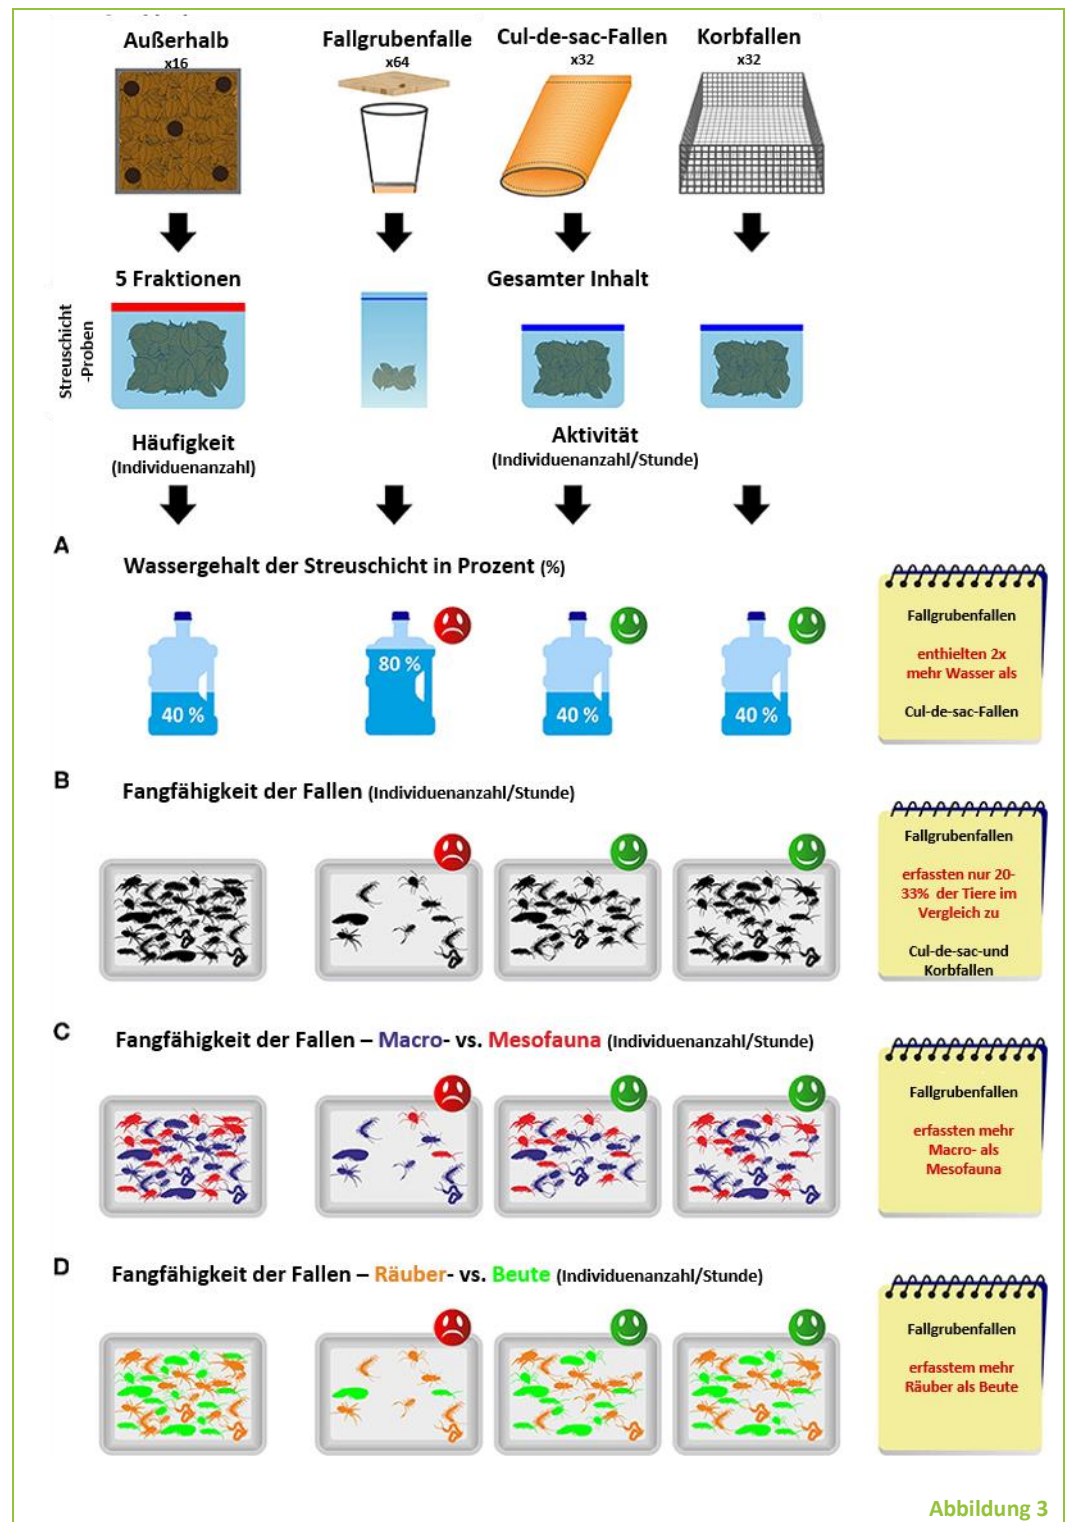 Außerhalb
x16
Fallgrubenfalle
x64
Cul-de-sac-Fallen
x32
Korbfallen
x32
5 Fraktionen
Gesamter Inhalt
Streuschicht
-Proben
Häufigkeit
(Individuenanzahl)
Aktivität
(Individuenanzahl/Stunde)
A
Wassergehalt der Streuschicht in Prozent (%)
40 %
80 %
40 %
40 %
Fallgrubenfallen
enthielten 2x
mehr Wasser als
Cul-de-sac-Fallen
B
Fangfähigkeit der Fallen (Individuenanzahl/Stunde)
Fallgrubenfallen
erfassten nur 20-
33% der Tiere im
Vergleich zu
Cul-de-sac-und
Korbfallen
C
Fangfähigkeit der Fallen – Macro- vs. Mesofauna (Individuenanzahl/Stunde)
Fallgrubenfallen
erfassten mehr
Macro- als
Mesofauna
D
Fangfähigkeit der Fallen – Räuber- vs. Beute (Individuenanzahl/Stunde)
Fallgrubenfallen
erfasstem mehr
Räuber als Beute
Abbildung 3